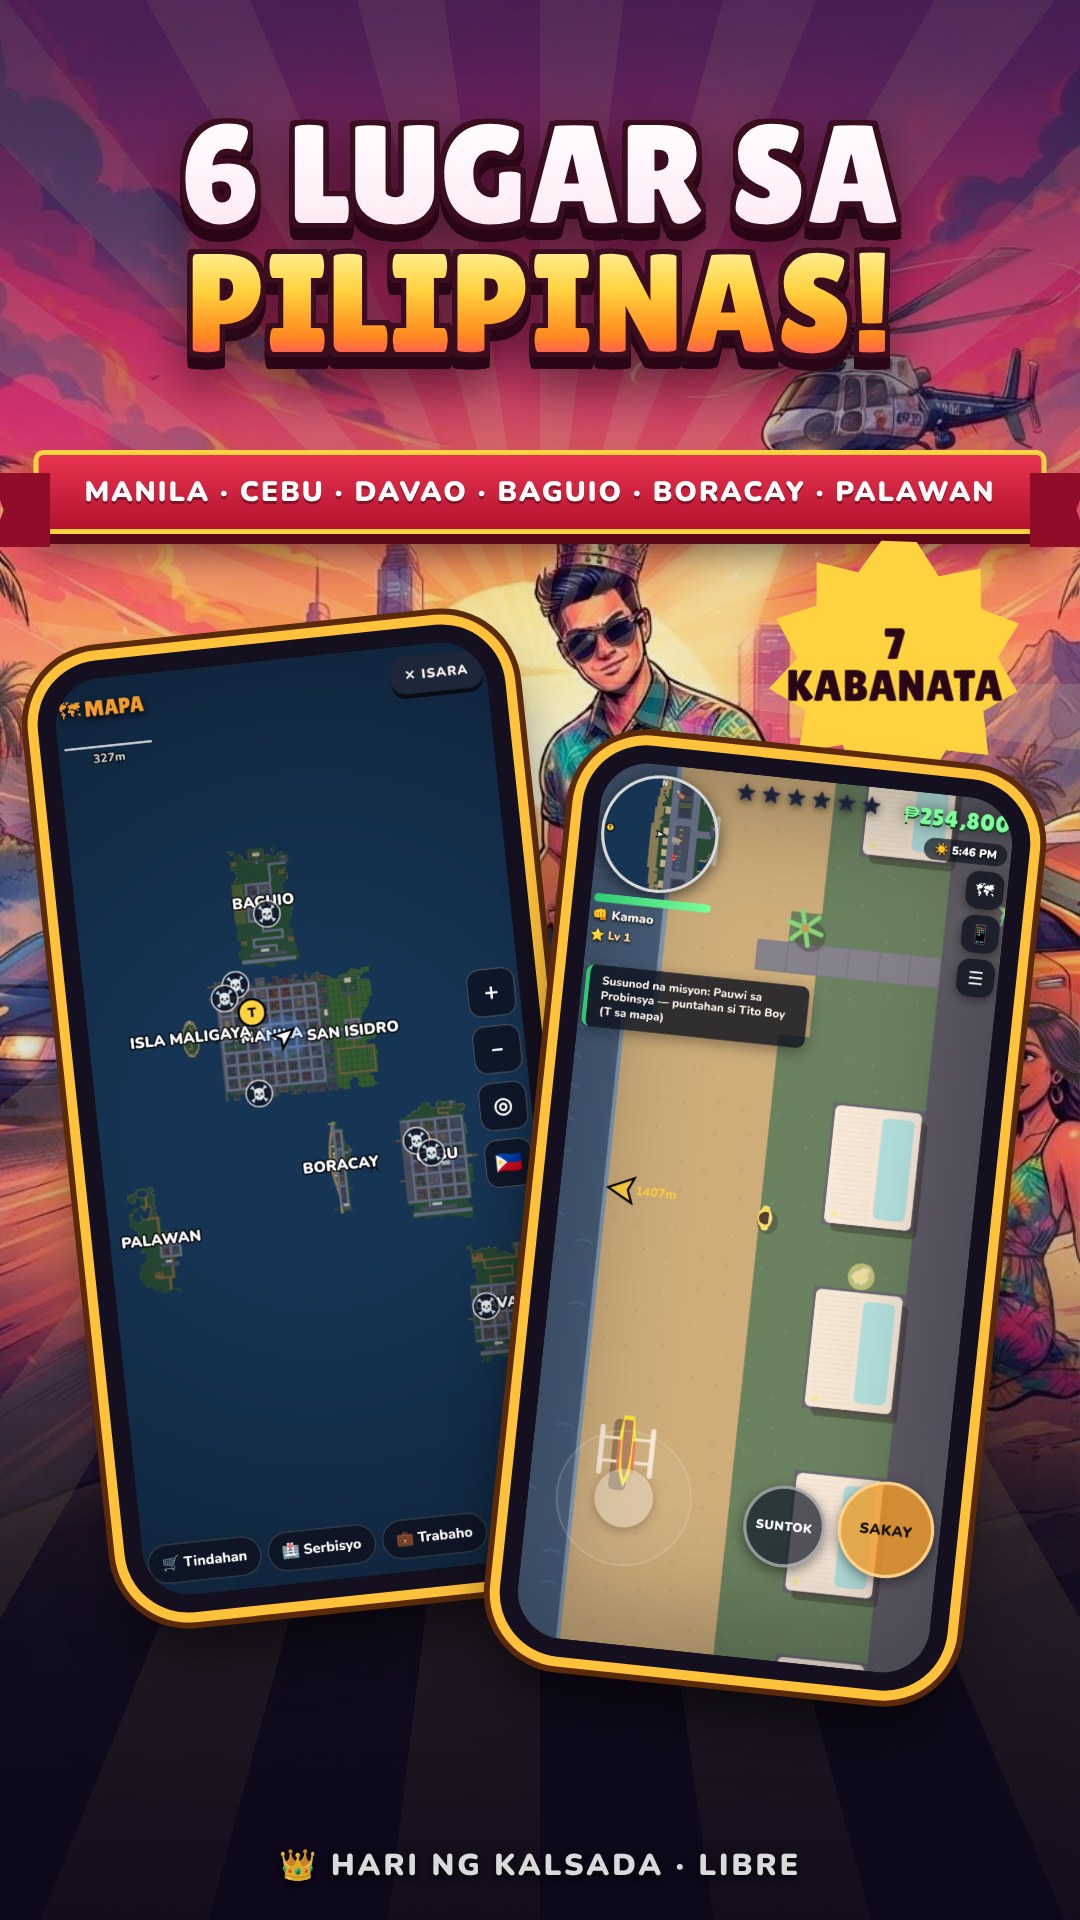 6 LUGAR SA
PILIPINAS!
MANILA · CEBU · DAVAO · BAGUIO · BORACAY · PALAWAN
7
KABANATA
MAPA
✕ ISARA
327m
BAGUIO
T
ISLA MALIGAYA
MANILA
SAN ISIDRO
+
−
BORACAY
PALAWAN
Tindahan
Serbisyo
Trabaho
N
₱254,800
5:46 PM
Kamao
Lv 1
Susunod na misyon: Pauwi sa
Probinsya — puntahan si Tito Boy
(T sa mapa)
1407m
SUNTOK
SAKAY
HARI NG KALSADA · LIBRE